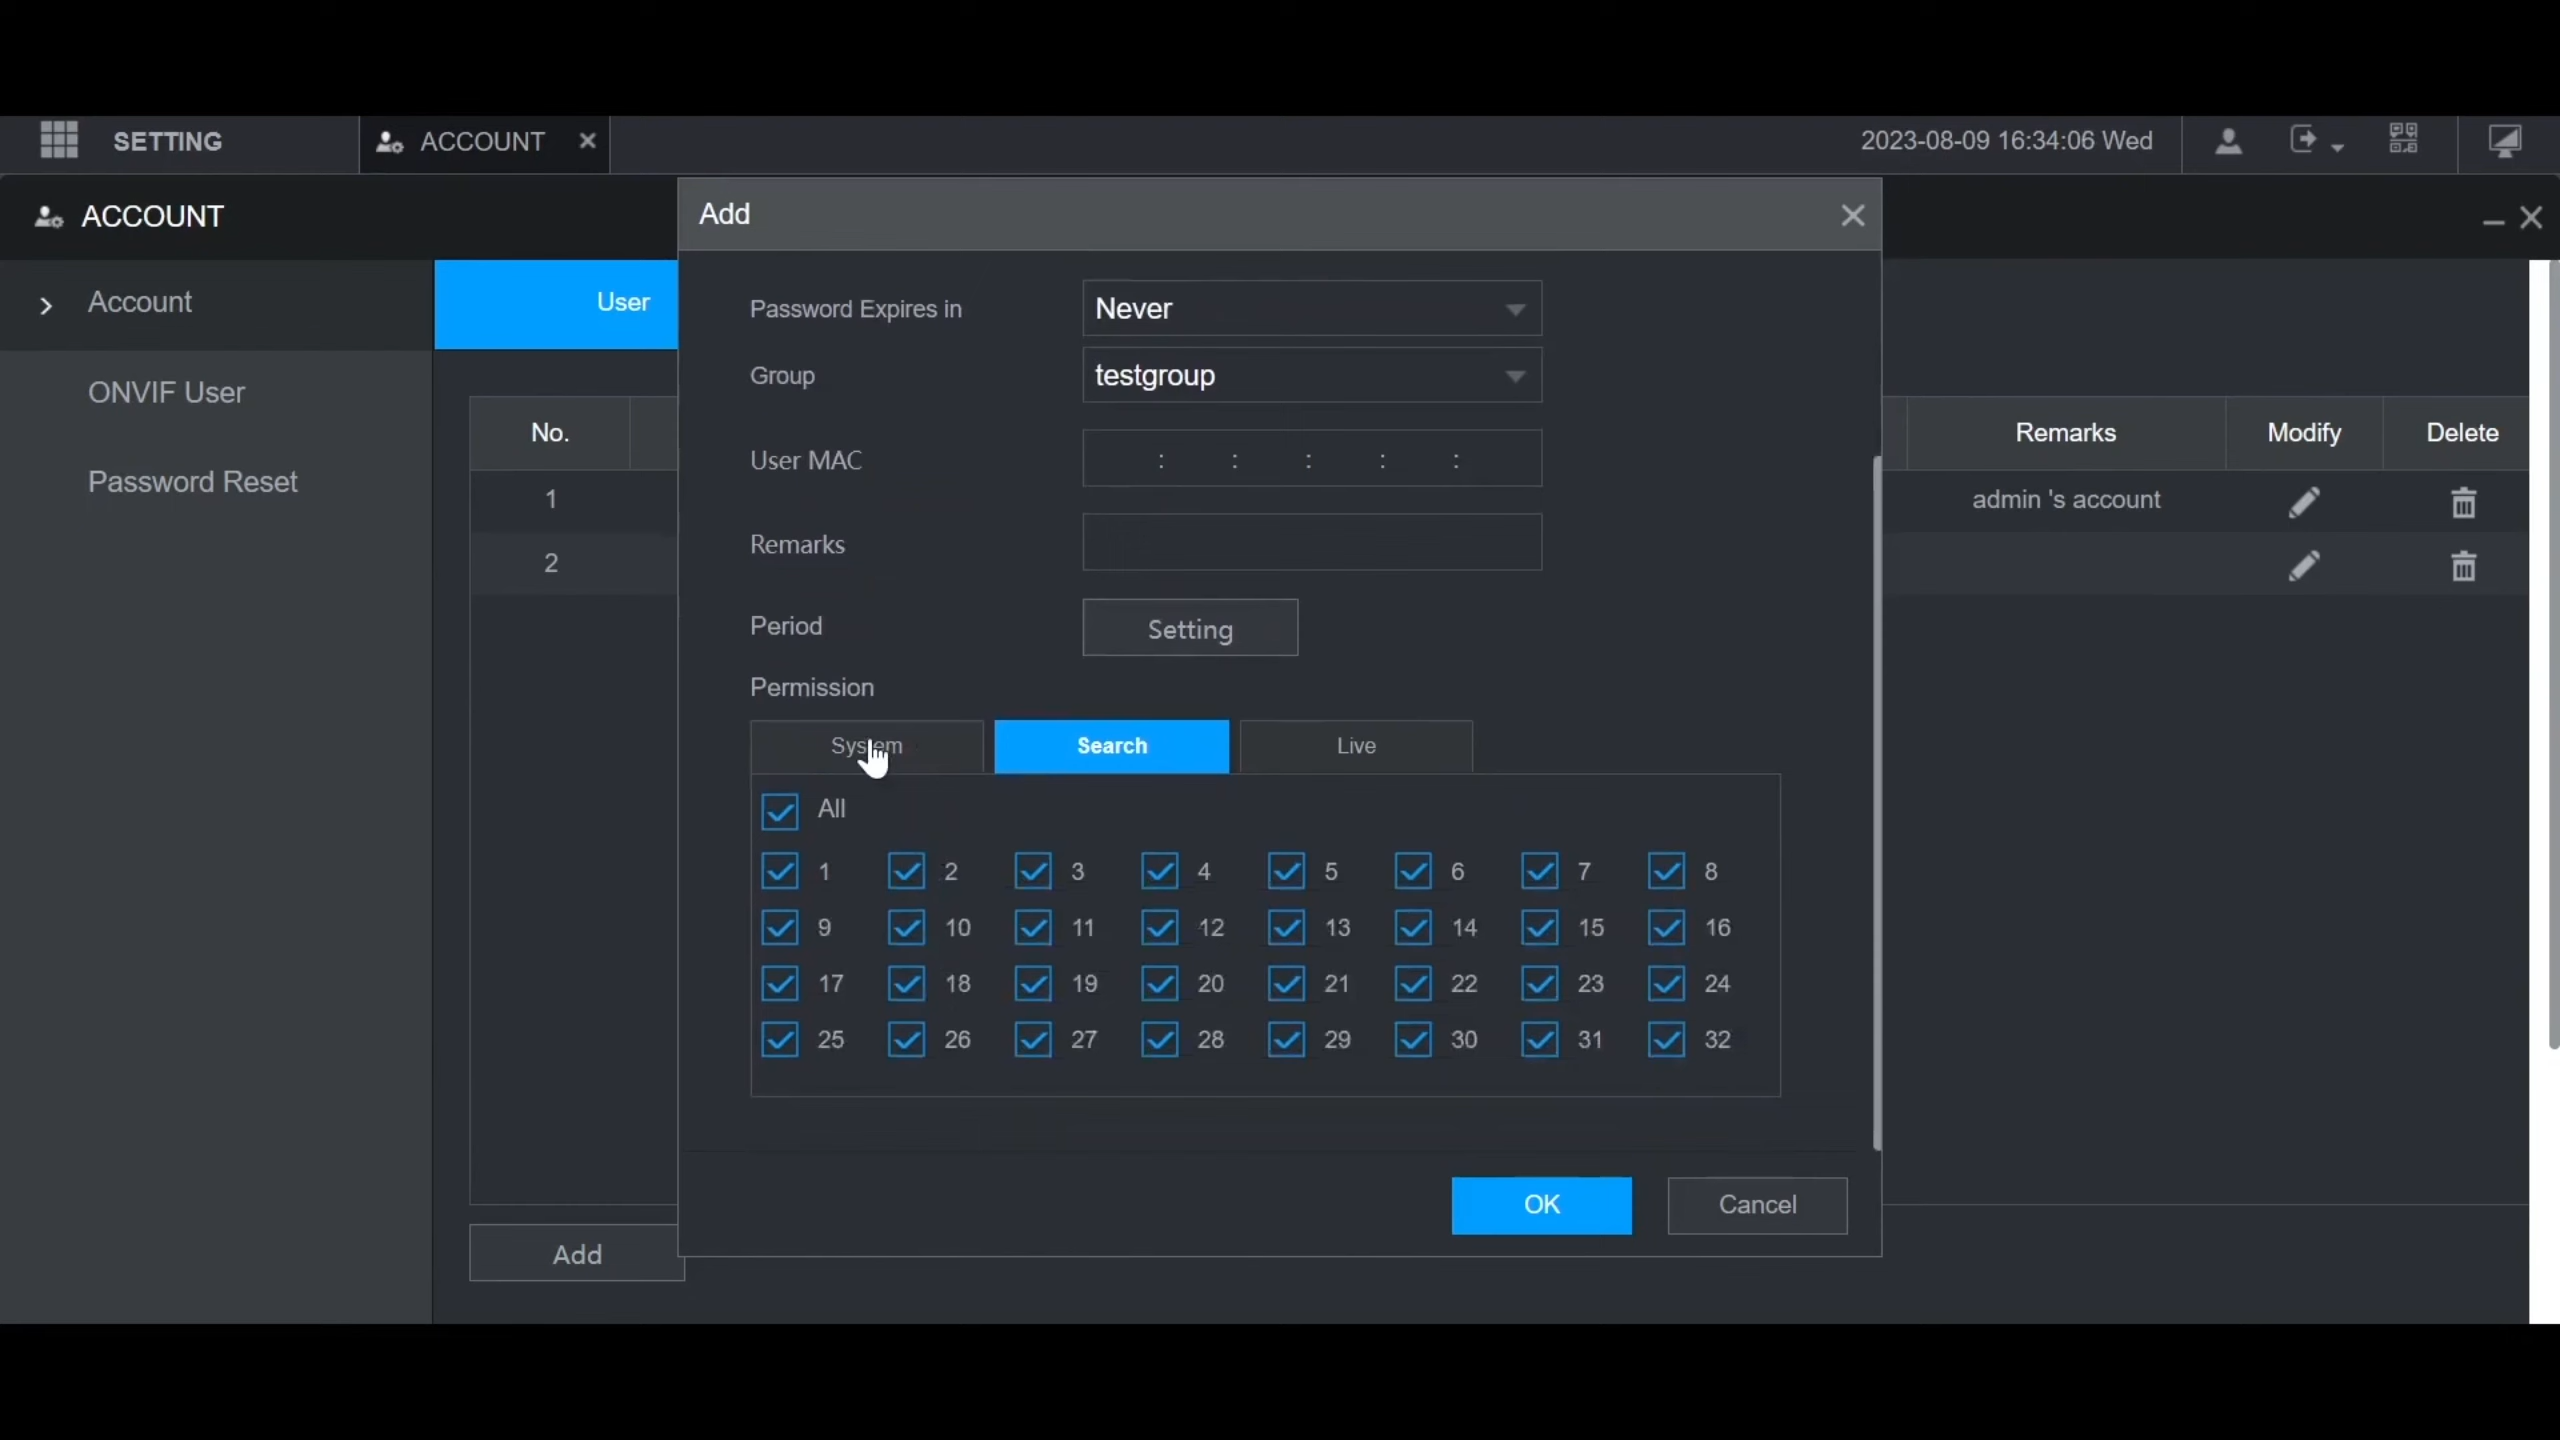 SETTING ACCOUNT 2023-08-09 16:34:06 Wed
ACCOUNT
Add
Account
User
ONVIF User
Password Reset
No. Remarks Modify Delete
1 admin 's account
2
Add
Password Expires in Never
Group testgroup
User MAC : : : : :
Remarks
Period Setting
Permission
System Search Live
All
1 2 3 4 5 6 7 8
9 10 11 12 13 14 15 16
17 18 19 20 21 22 23 24
25 26 27 28 29 30 31 32
OK Cancel